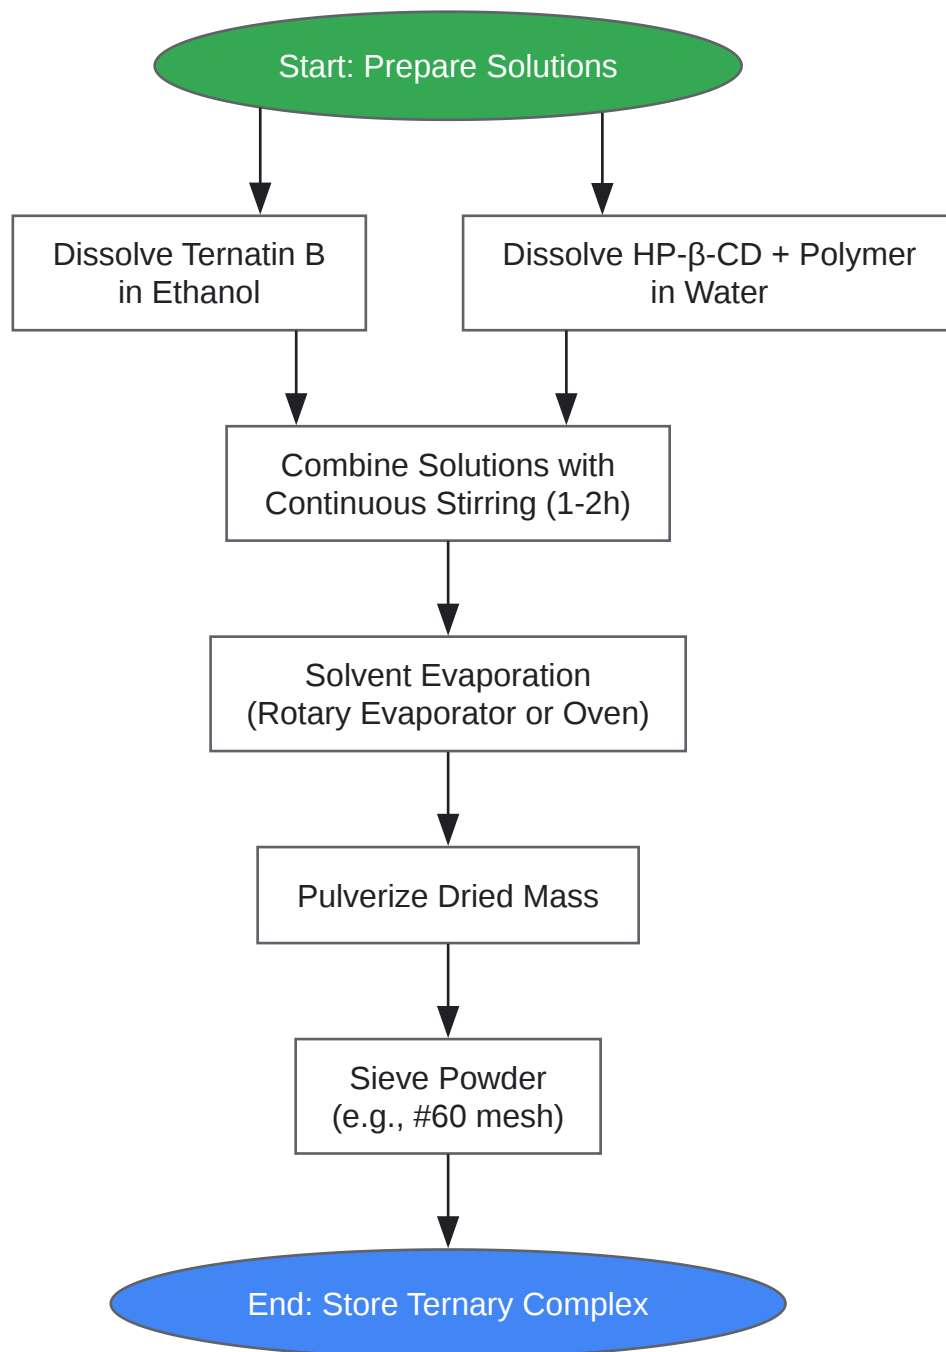 Start: Prepare Solutions
Dissolve Ternatin B
in Ethanol
Dissolve HP-β-CD + Polymer
in Water
Combine Solutions with
Continuous Stirring (1-2h)
Solvent Evaporation
(Rotary Evaporator or Oven)
Pulverize Dried Mass
Sieve Powder
(e.g., #60 mesh)
End: Store Ternary Complex